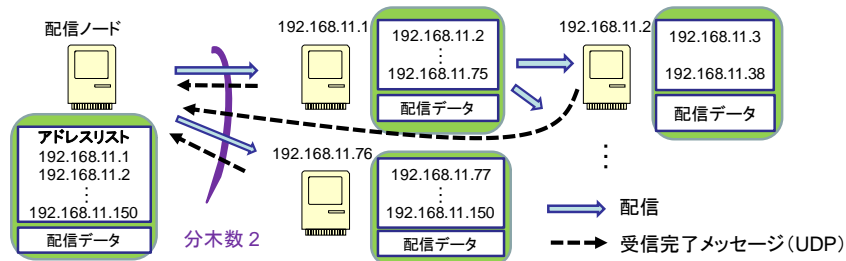 配信ノード
アドレスリスト
192.168.11.1
192.168.11.2
⋮
192.168.11.150
配信データ
分木数 2
192.168.11.1
192.168.11.2
⋮
192.168.11.75
配信データ
192.168.11.76
192.168.11.77
⋮
192.168.11.150
配信データ
192.168.11.2
192.168.11.3
192.168.11.38
配信データ
⋮
配信
受信完了メッセージ(UDP)